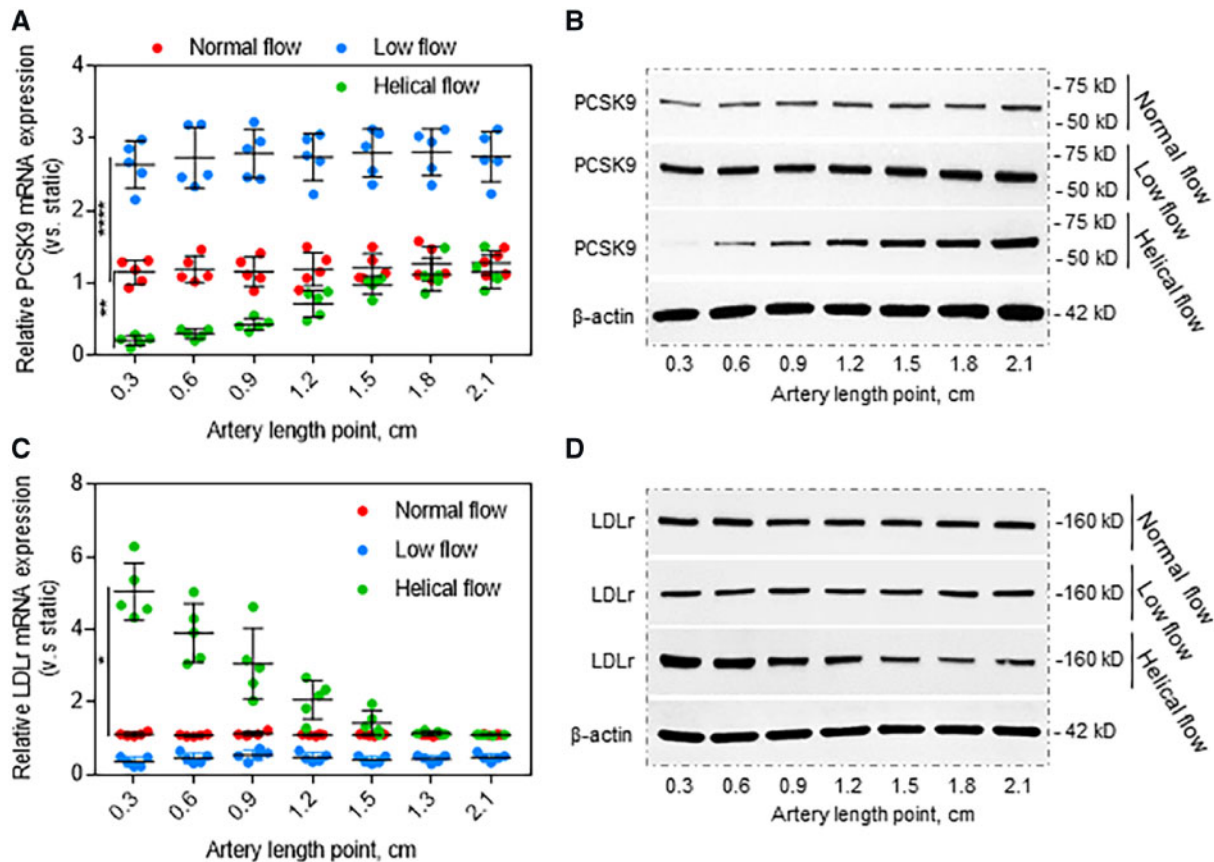 A
Normal flow
Low flow
Helical flow
Relative PCSK9 mRNA expression
(vs. static)
4
3
2
1
0
****
**
0.3 0.6 0.9 1.2 1.5 1.8 2.1
Artery length point, cm
B
PCSK9
- 75 kD
- 50 kD
Normal flow
PCSK9
-75 kD
- 50 kD
Low flow
PCSK9
-75 kD
- 50 kD
Helical flow
β-actin
- 42 kD
0.3 0.6 0.9 1.2 1.5 1.8 2.1
Artery length point, cm
C
Relative LDLr mRNA expression
(v.s static)
8
6
4
2
0
Normal flow
Low flow
Helical flow
*
0.3 0.6 0.9 1.2 1.5 1.3 2.1
Artery length point, cm
D
LDLr
-160 kD
Normal flow
LDLr
-160 kD
Low flow
LDLr
-160 kD
Helical flow
β-actin
- 42 kD
0.3 0.6 0.9 1.2 1.5 1.8 2.1
Artery length point, cm